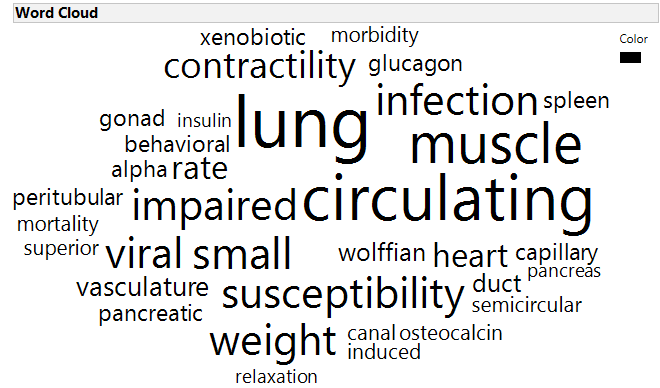 Word Cloud
Color
xenobiotic morbidity
contractility glucagon
infection spleen
gonad insulin lung
behavioral muscle
alpha rate
peritubular impaired circulating
mortality
superior viral small wolffian heart capillary
pancreas
vasculature susceptibility duct
pancreatic semicircular
weight canal osteocalcin
induced
relaxation